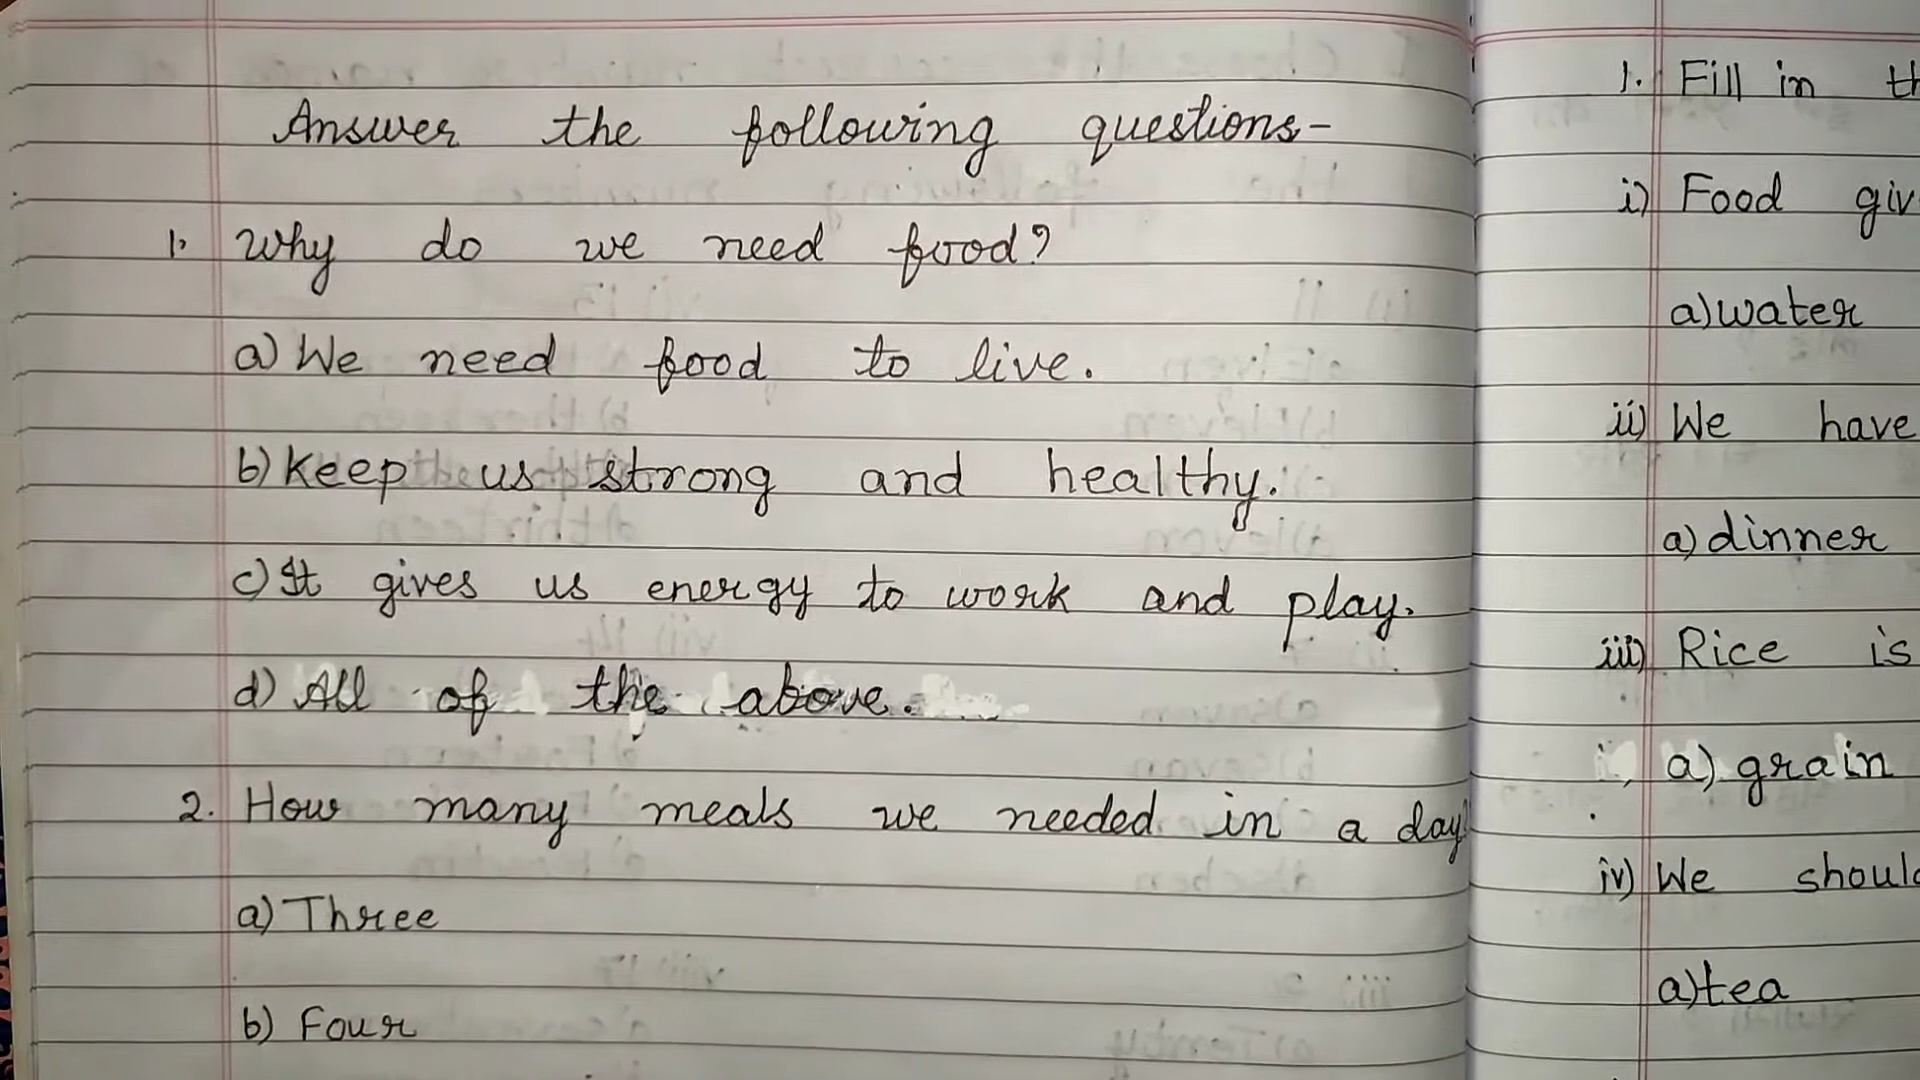 Answer the following questions-
1. Why do we need food?
a) We need food to live.
b) Keep us strong and healthy.
c) It gives us energy to work and play.
d) All of the above.
2. How many meals we needed in a day?
a) Three
b) Four
1. Fill in th
i) Food giv
a) water
ii) We have
a) dinner
iii) Rice is
a) grain
iv) We should
a) tea